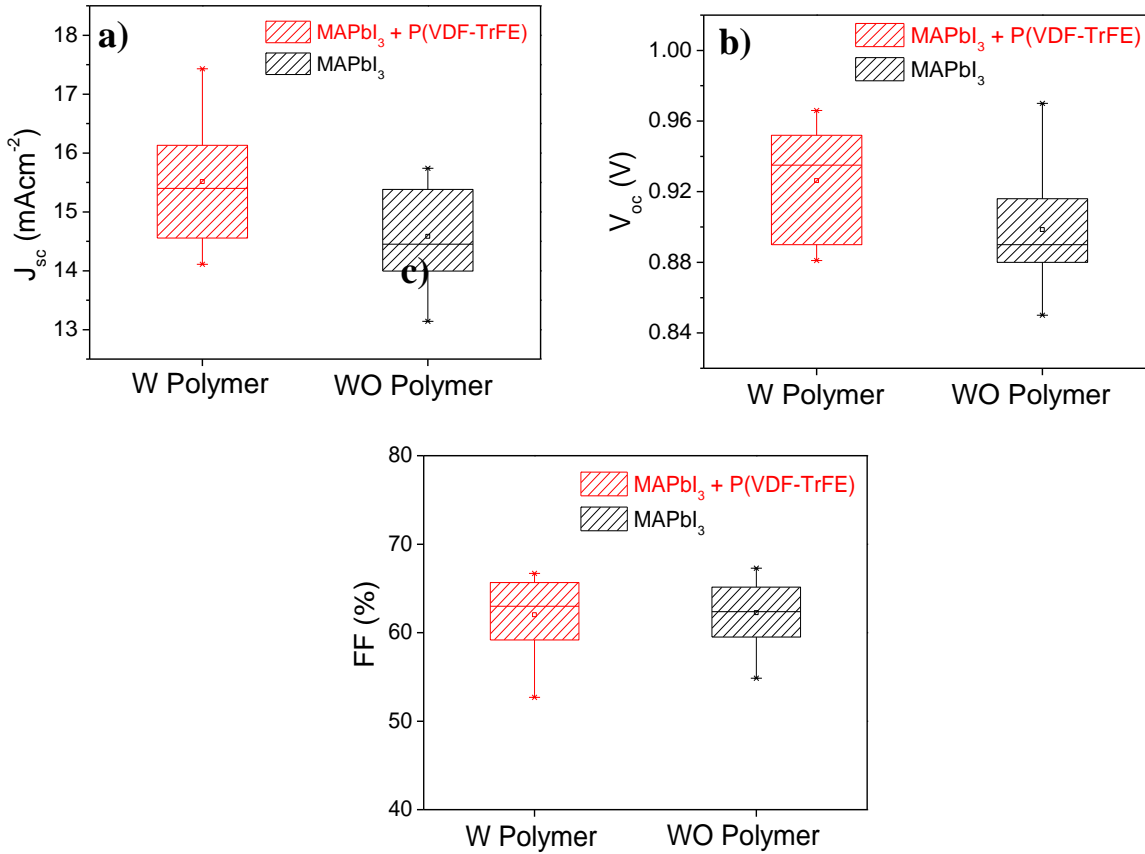 a)
MAPbI₃ + P(VDF-TrFE)
MAPbI₃
18
17
16
15
14
13
J_sc (mAcm⁻²)
W Polymer
WO Polymer
b)
MAPbI₃ + P(VDF-TrFE)
MAPbI₃
1.00
0.96
0.92
0.88
0.84
V_oc (V)
W Polymer
WO Polymer
c)
MAPbI₃ + P(VDF-TrFE)
MAPbI₃
80
70
60
50
40
FF (%)
W Polymer
WO Polymer